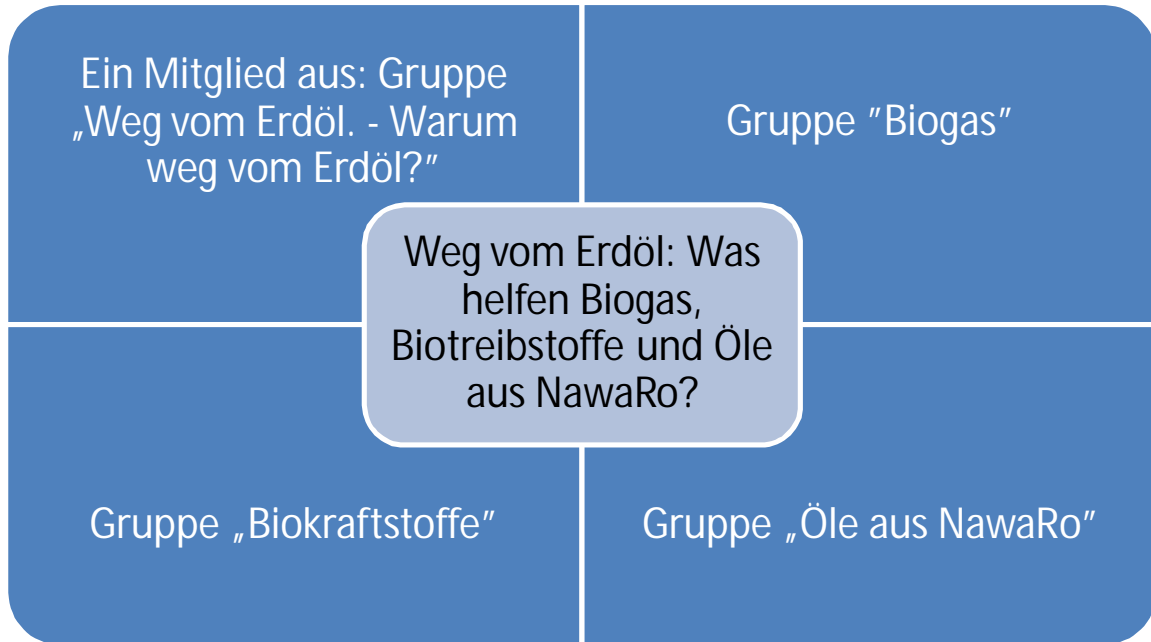 Ein Mitglied aus: Gruppe
„Weg vom Erdöl. - Warum
weg vom Erdöl?"
Gruppe "Biogas"
Weg vom Erdöl: Was
helfen Biogas,
Biotreibstoffe und Öle
aus NawaRo?
Gruppe „Biokraftstoffe"
Gruppe „Öle aus NawaRo"